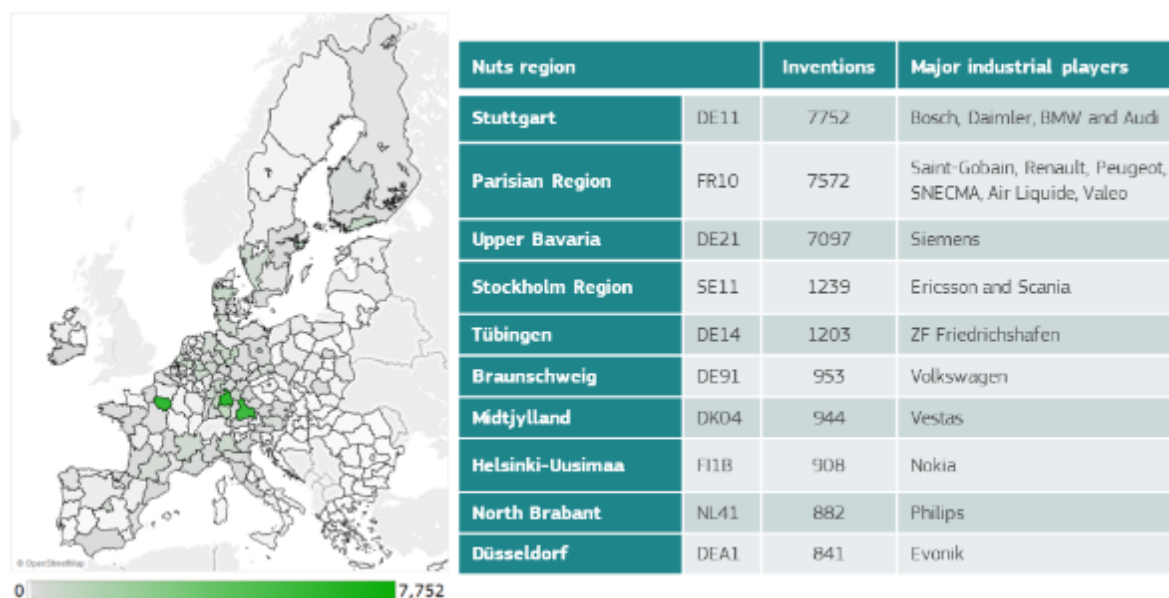 Nuts region Inventions Major industrial players
Stuttgart DE11 7752 Bosch, Daimler, BMW and Audi
Parisian Region FR10 7572 Saint-Gobain, Renault, Peugeot,
SNECMA, Air Liquide, Valeo
Upper Bavaria DE21 7097 Siemens
Stockholm Region SE11 1239 Ericsson and Scania
Tübingen DE14 1203 ZF Friedrichshafen
Braunschweig DE91 953 Volkswagen
Midtjylland DK04 944 Vestas
Helsinki-Uusimaa FI1B 908 Nokia
North Brabant NL41 882 Philips
Düsseldorf DEA1 841 Evonik
© OpenStreetMap
0 7,752